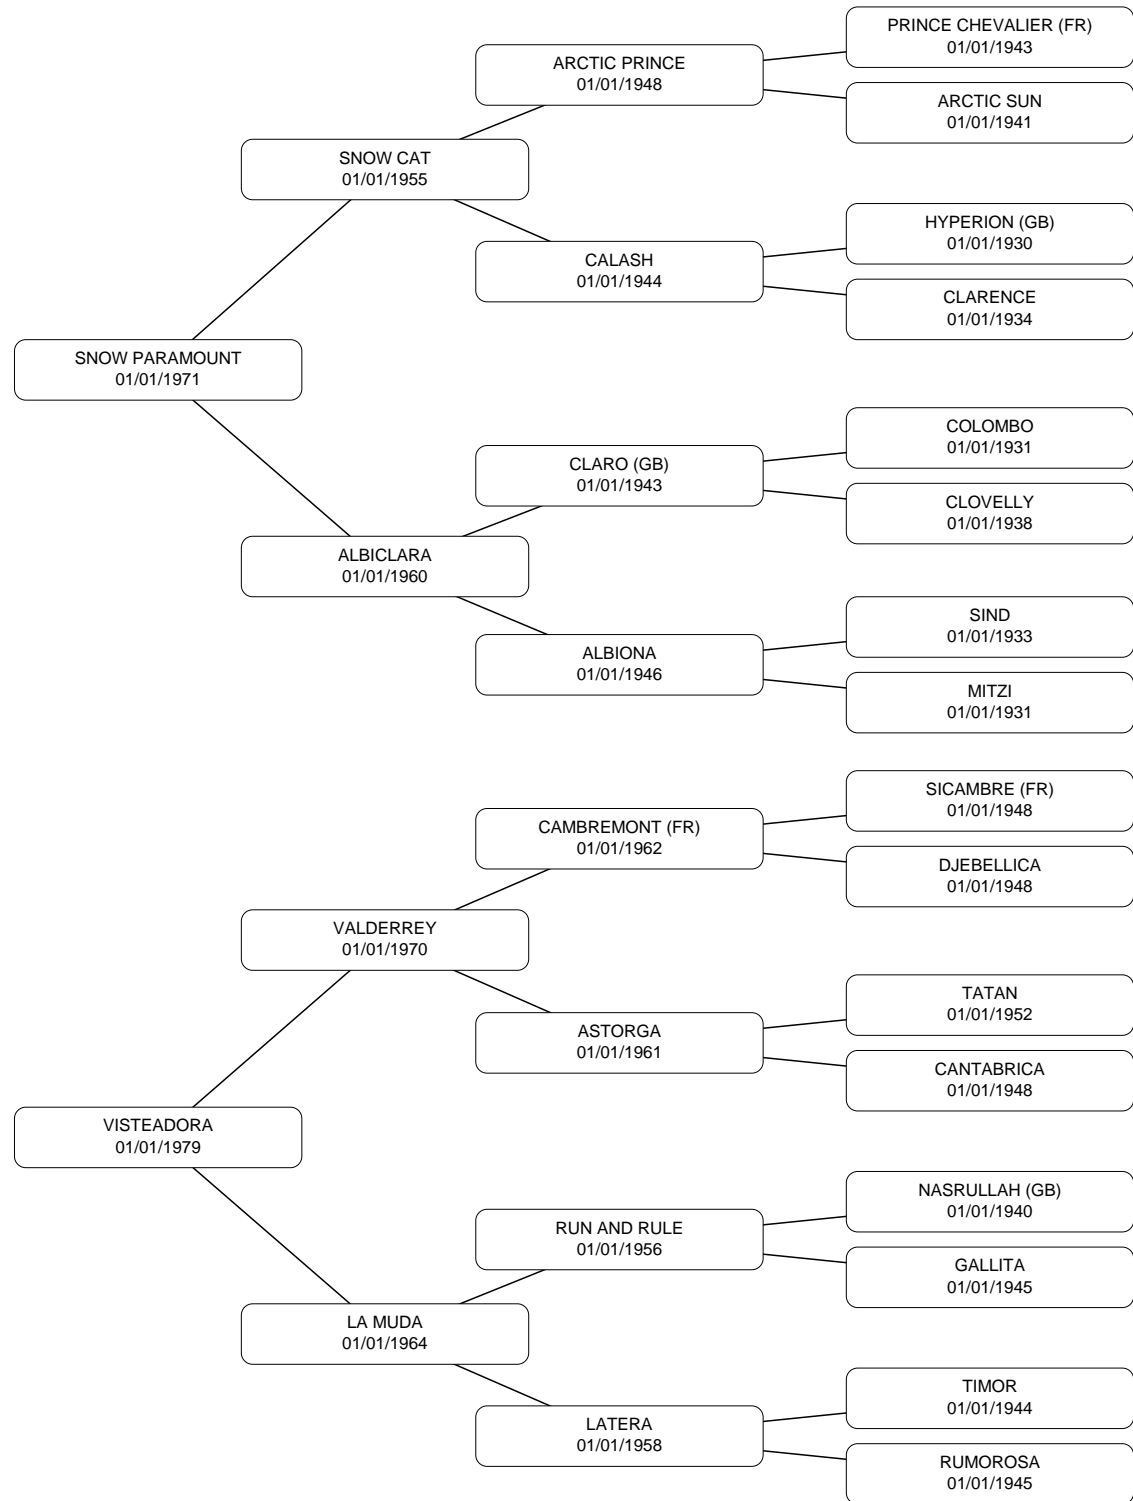 PRINCE CHEVALIER (FR)
01/01/1943
ARCTIC PRINCE
01/01/1948
ARCTIC SUN
01/01/1941
SNOW CAT
01/01/1955
HYPERION (GB)
01/01/1930
CALASH
01/01/1944
CLARENCE
01/01/1934
SNOW PARAMOUNT
01/01/1971
COLOMBO
01/01/1931
CLARO (GB)
01/01/1943
CLOVELLY
01/01/1938
ALBICLARA
01/01/1960
SIND
01/01/1933
ALBIONA
01/01/1946
MITZI
01/01/1931
SICAMBRE (FR)
01/01/1948
CAMBREMONT (FR)
01/01/1962
DJEBELLICA
01/01/1948
VALDERREY
01/01/1970
TATAN
01/01/1952
ASTORGA
01/01/1961
CANTABRICA
01/01/1948
VISTEADORA
01/01/1979
NASRULLAH (GB)
01/01/1940
RUN AND RULE
01/01/1956
GALLITA
01/01/1945
LA MUDA
01/01/1964
TIMOR
01/01/1944
LATERA
01/01/1958
RUMOROSA
01/01/1945